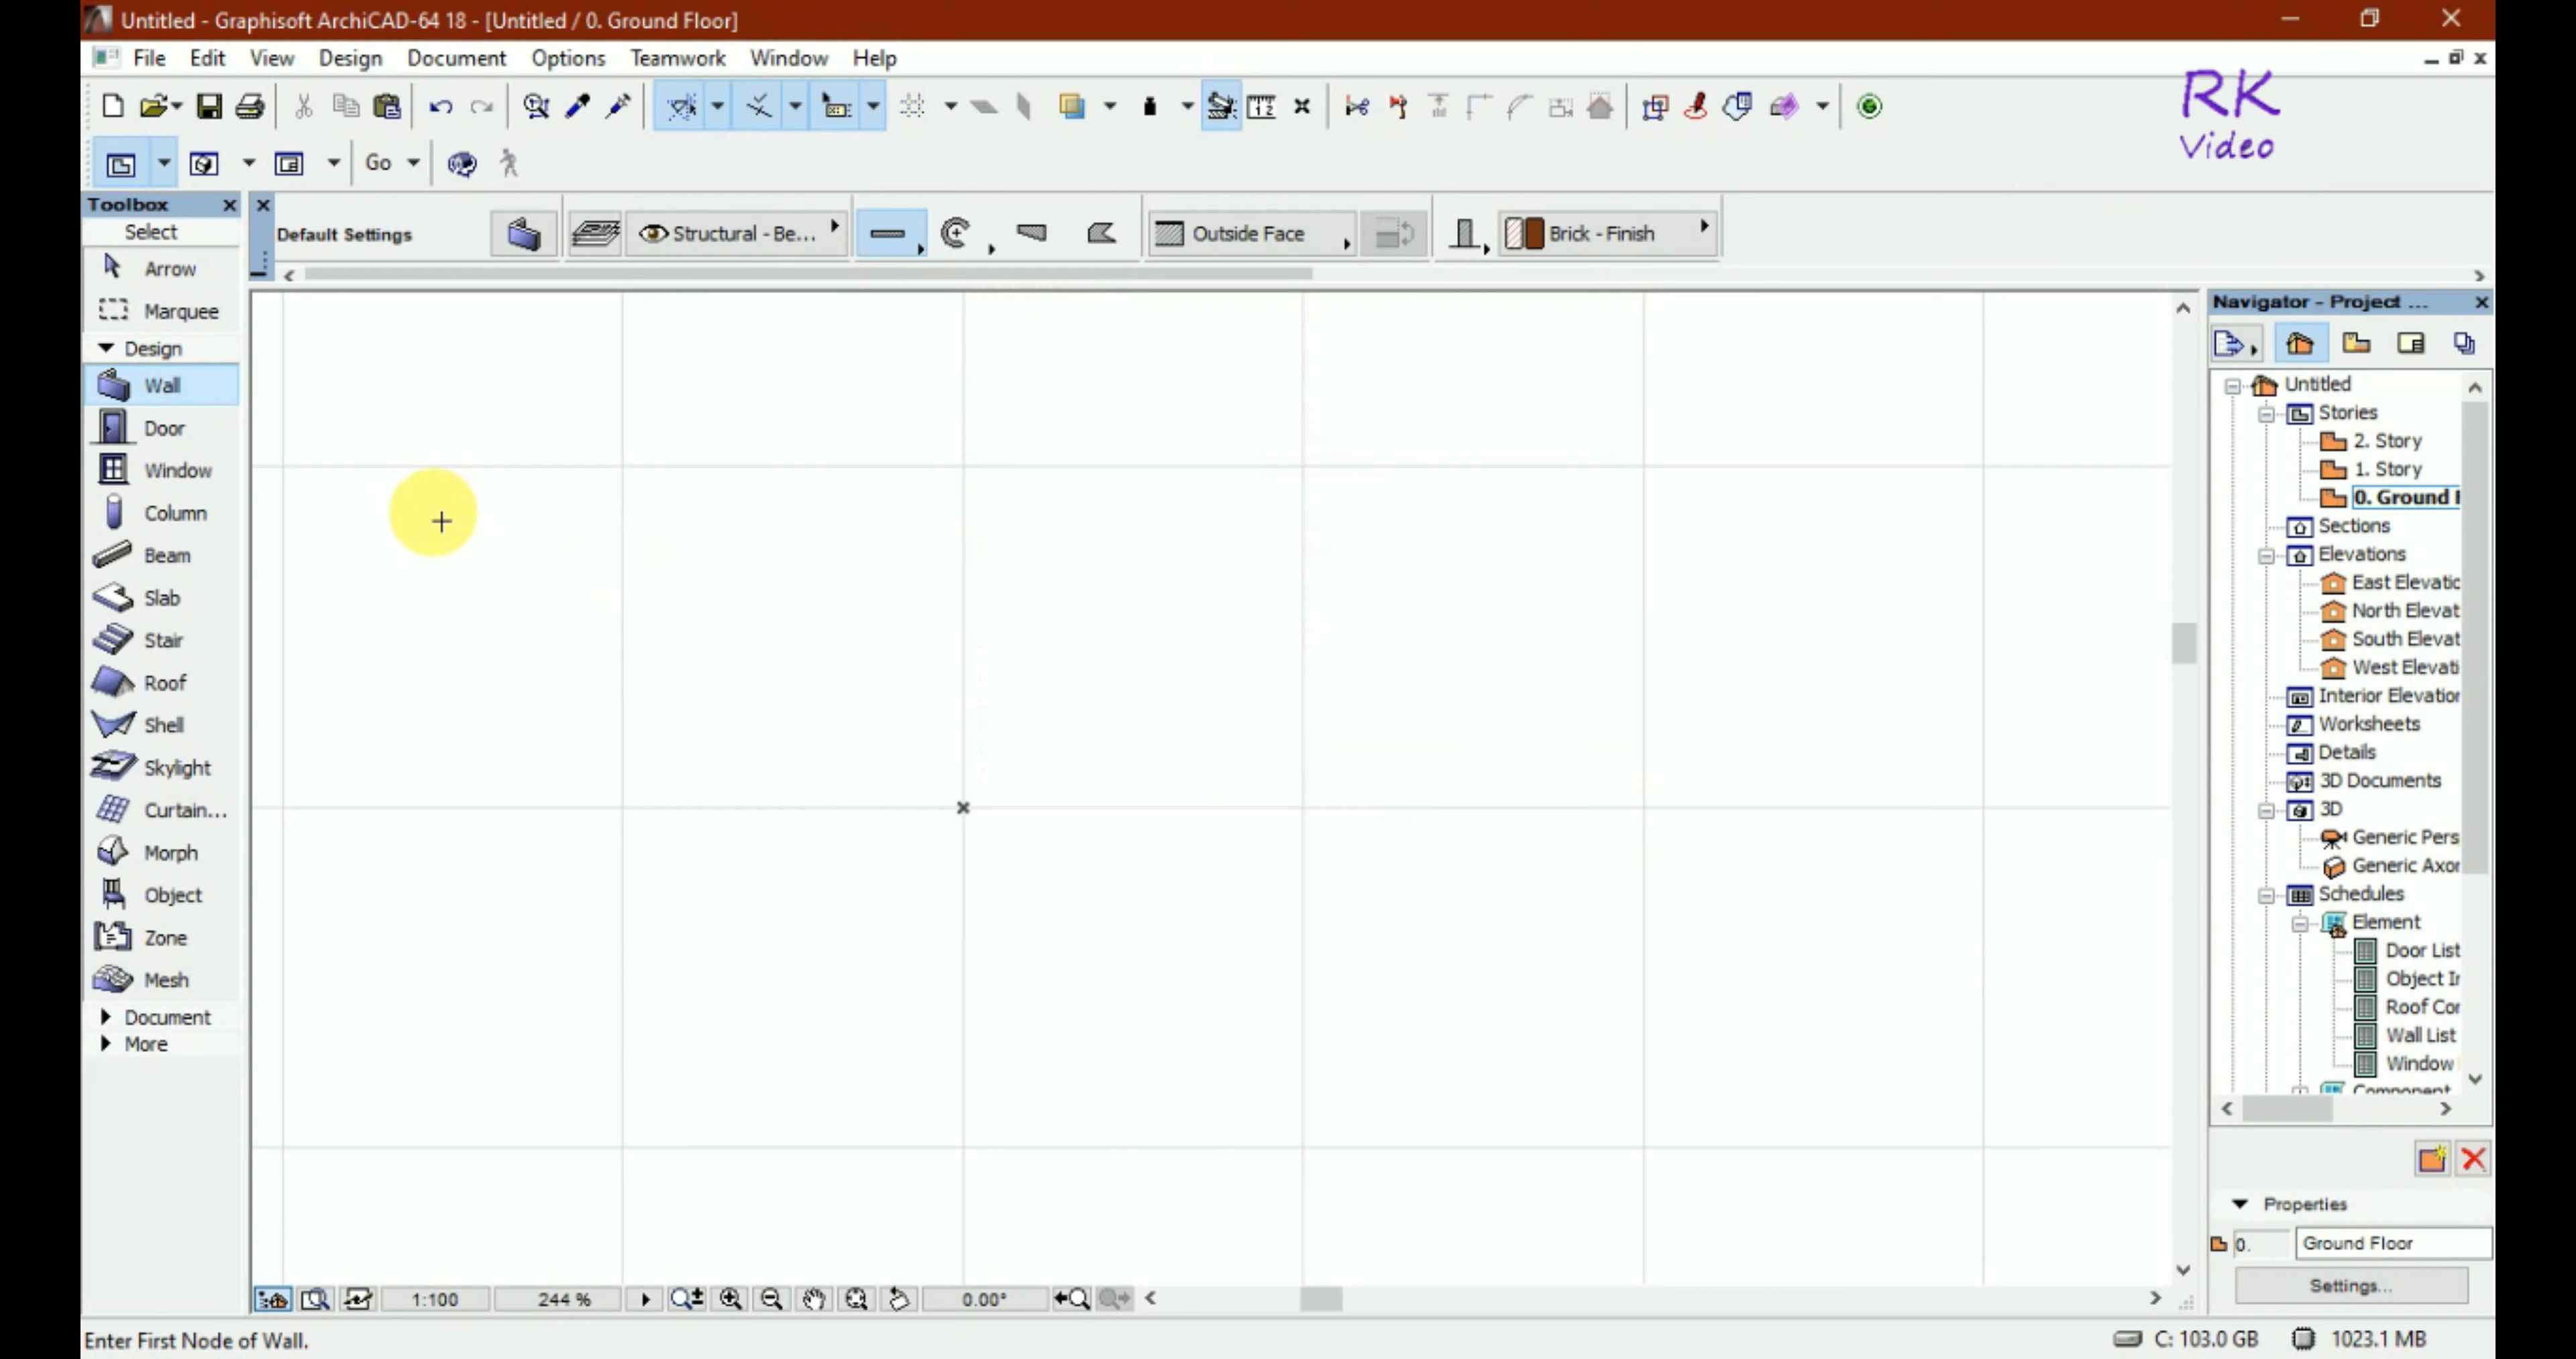 Untitled - Graphisoft ArchiCAD-64 18 - [Untitled / 0. Ground Floor]
File Edit View Design Document Options Teamwork Window Help
RK
Video
Go
Toolbox
Select
Default Settings
Structural - Be...
Outside Face
Brick - Finish
Arrow
Marquee
Design
Wall
Door
Window
Column
Beam
Slab
Stair
Roof
Shell
Skylight
Curtain...
Morph
Object
Zone
Mesh
Document
More
Navigator - Project ...
Untitled
Stories
2. Story
1. Story
0. Ground
Sections
Elevations
East Elevatic
North Elevat
South Elevat
West Elevati
Interior Elevation
Worksheets
Details
3D Documents
3D
Generic Pers
Generic Axor
Schedules
Element
Door List
Object Ir
Roof Cor
Wall List
Window
Properties
0. Ground Floor
Settings...
1:100 244 % 0.00°
Enter First Node of Wall.
C: 103.0 GB 1023.1 MB